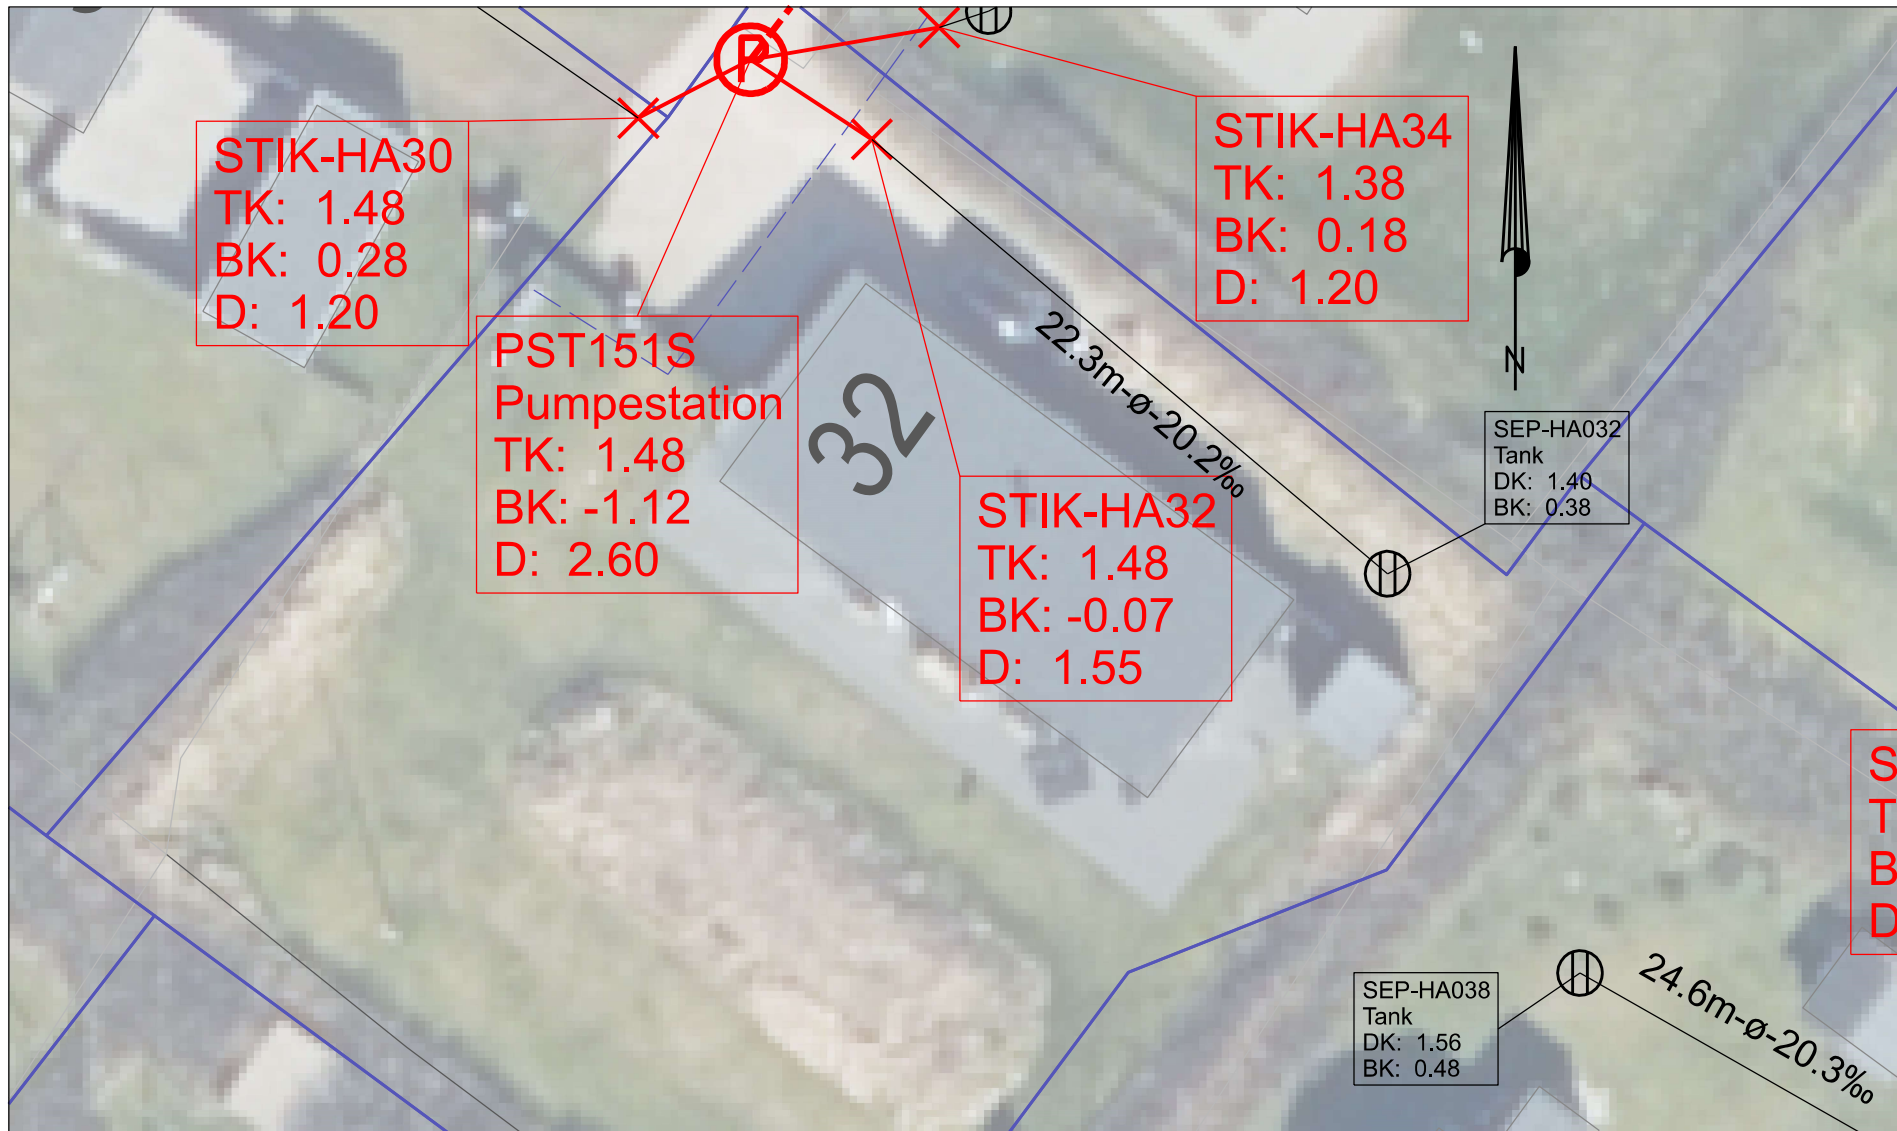 P
STIK-HA30
TK: 1.48
BK: 0.28
D: 1.20
STIK-HA34
TK: 1.38
BK: 0.18
D: 1.20
N
PST151S
Pumpestation
TK: 1.48
BK: -1.12
D: 2.60
32
22.3m-ø-20.2‰
SEP-HA032
Tank
DK: 1.40
BK: 0.38
STIK-HA32
TK: 1.48
BK: -0.07
D: 1.55
S
T
B
D
SEP-HA038
Tank
DK: 1.56
BK: 0.48
24.6m-ø-20.3‰